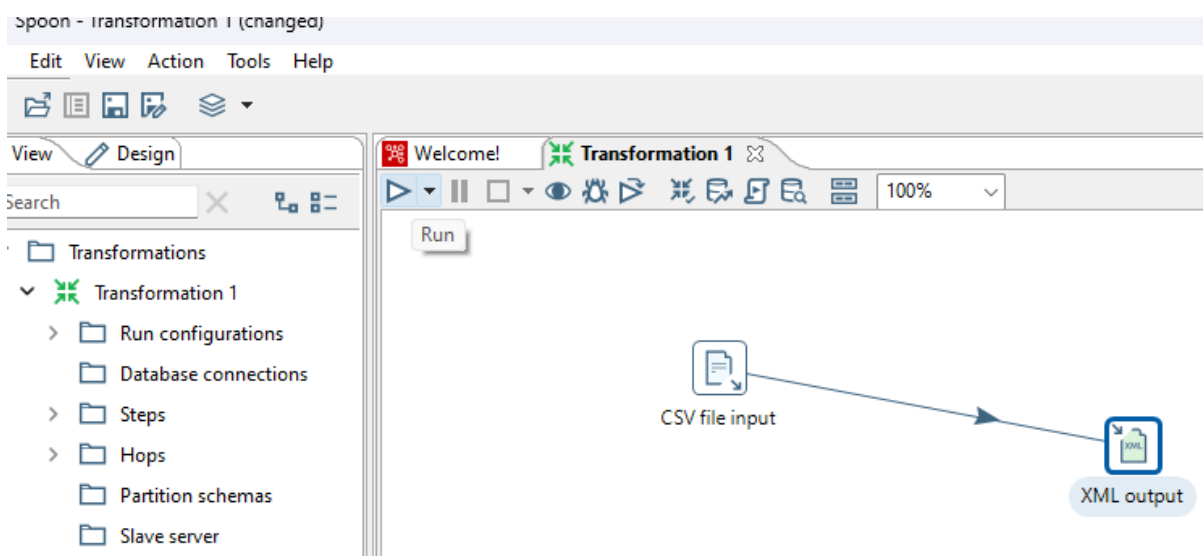 Spoon - Transformation 1 (changed)
Edit View Action Tools Help
View Design
Welcome! Transformation 1
Search
100%
Run
Transformations
Transformation 1
Run configurations
Database connections
Steps
Hops
Partition schemas
Slave server
CSV file input
XML
XML output